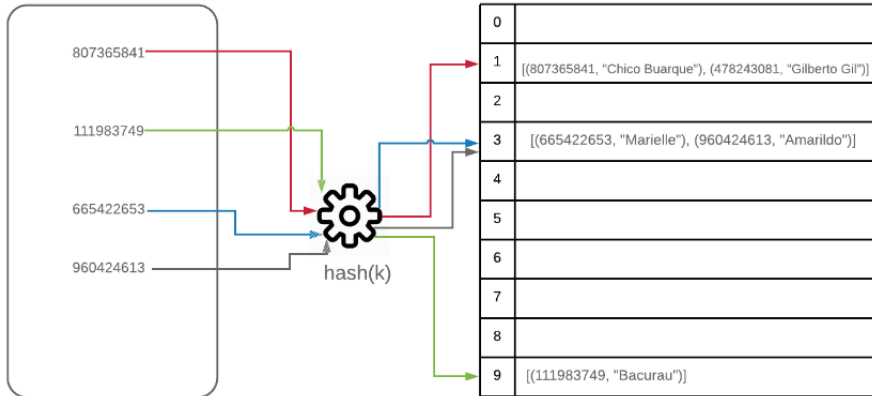 807365841
111983749
665422653
960424613
hash(k)
0
1 [(807365841, "Chico Buarque"), (478243081, "Gilberto Gil")]
2
3 [(665422653, "Marielle"), (960424613, "Amarildo")]
4
5
6
7
8
9 [(111983749, "Bacurau")]